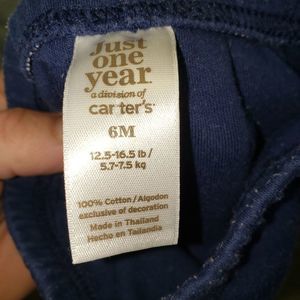 Just
one
year
a division of
carter's
6M
12.5-16.5 lb /
5.7-7.5 kg
100% Cotton / Algodon
exclusive of decoration
Made in Thailand
Hecho en Tailandia